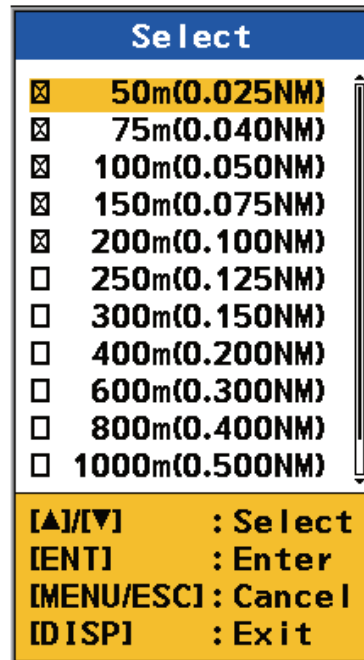 Select
☒ 50m(0.025NM)
☒ 75m(0.040NM)
☒ 100m(0.050NM)
☒ 150m(0.075NM)
☒ 200m(0.100NM)
☐ 250m(0.125NM)
☐ 300m(0.150NM)
☐ 400m(0.200NM)
☐ 600m(0.300NM)
☐ 800m(0.400NM)
☐ 1000m(0.500NM)
[▲]/[▼] : Select
[ENT] : Enter
[MENU/ESC] : Cancel
[DISP] : Exit